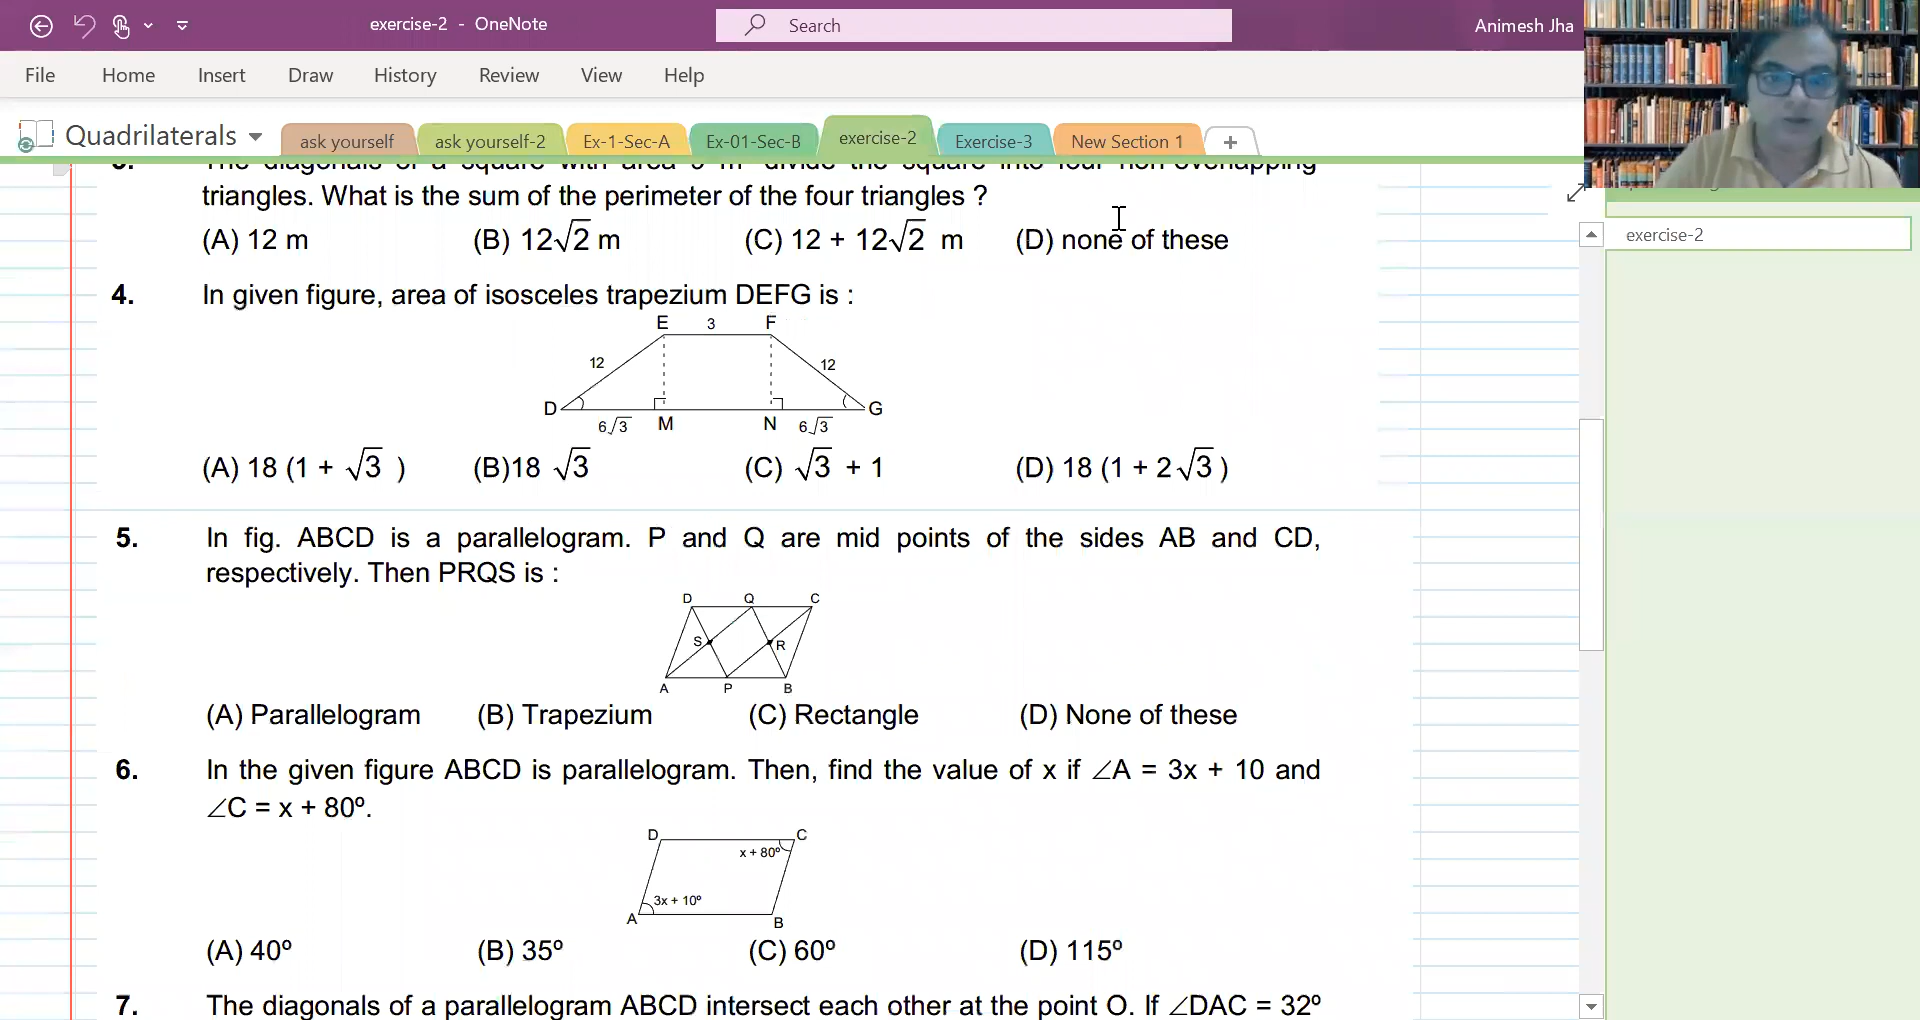 exercise-2 - OneNote
Search
Animesh Jha
File Home Insert Draw History Review View Help
Quadrilaterals
ask yourself
ask yourself-2
Ex-1-Sec-A
Ex-01-Sec-B
exercise-2
Exercise-3
New Section 1
+
exercise-2
triangles. What is the sum of the perimeter of the four triangles ?
(A) 12 m (B) 12√2 m (C) 12 + 12√2 m (D) none of these
4. In given figure, area of isosceles trapezium DEFG is :
E 3 F
12 12
D G
6√3 M N 6√3
(A) 18 (1 + √3 ) (B)18 √3 (C) √3 + 1 (D) 18 (1 + 2√3)
5. In fig. ABCD is a parallelogram. P and Q are mid points of the sides AB and CD,
respectively. Then PRQS is :
D Q C
S R
A P B
(A) Parallelogram (B) Trapezium (C) Rectangle (D) None of these
6. In the given figure ABCD is parallelogram. Then, find the value of x if ∠A = 3x + 10 and
∠C = x + 80º.
D C
x + 80º
3x + 10º
A B
(A) 40º (B) 35º (C) 60º (D) 115º
7. The diagonals of a parallelogram ABCD intersect each other at the point O. If ∠DAC = 32º